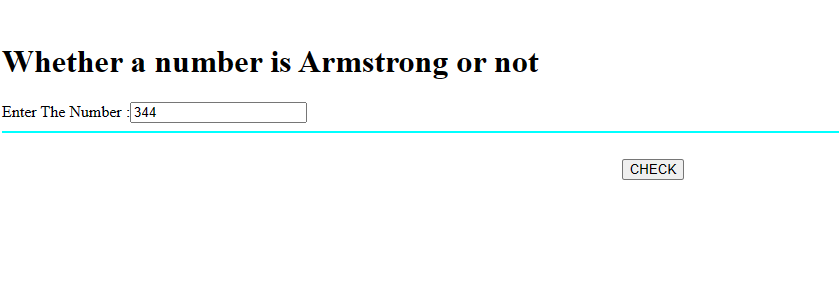 Whether a number is Armstrong or not
Enter The Number :344
CHECK